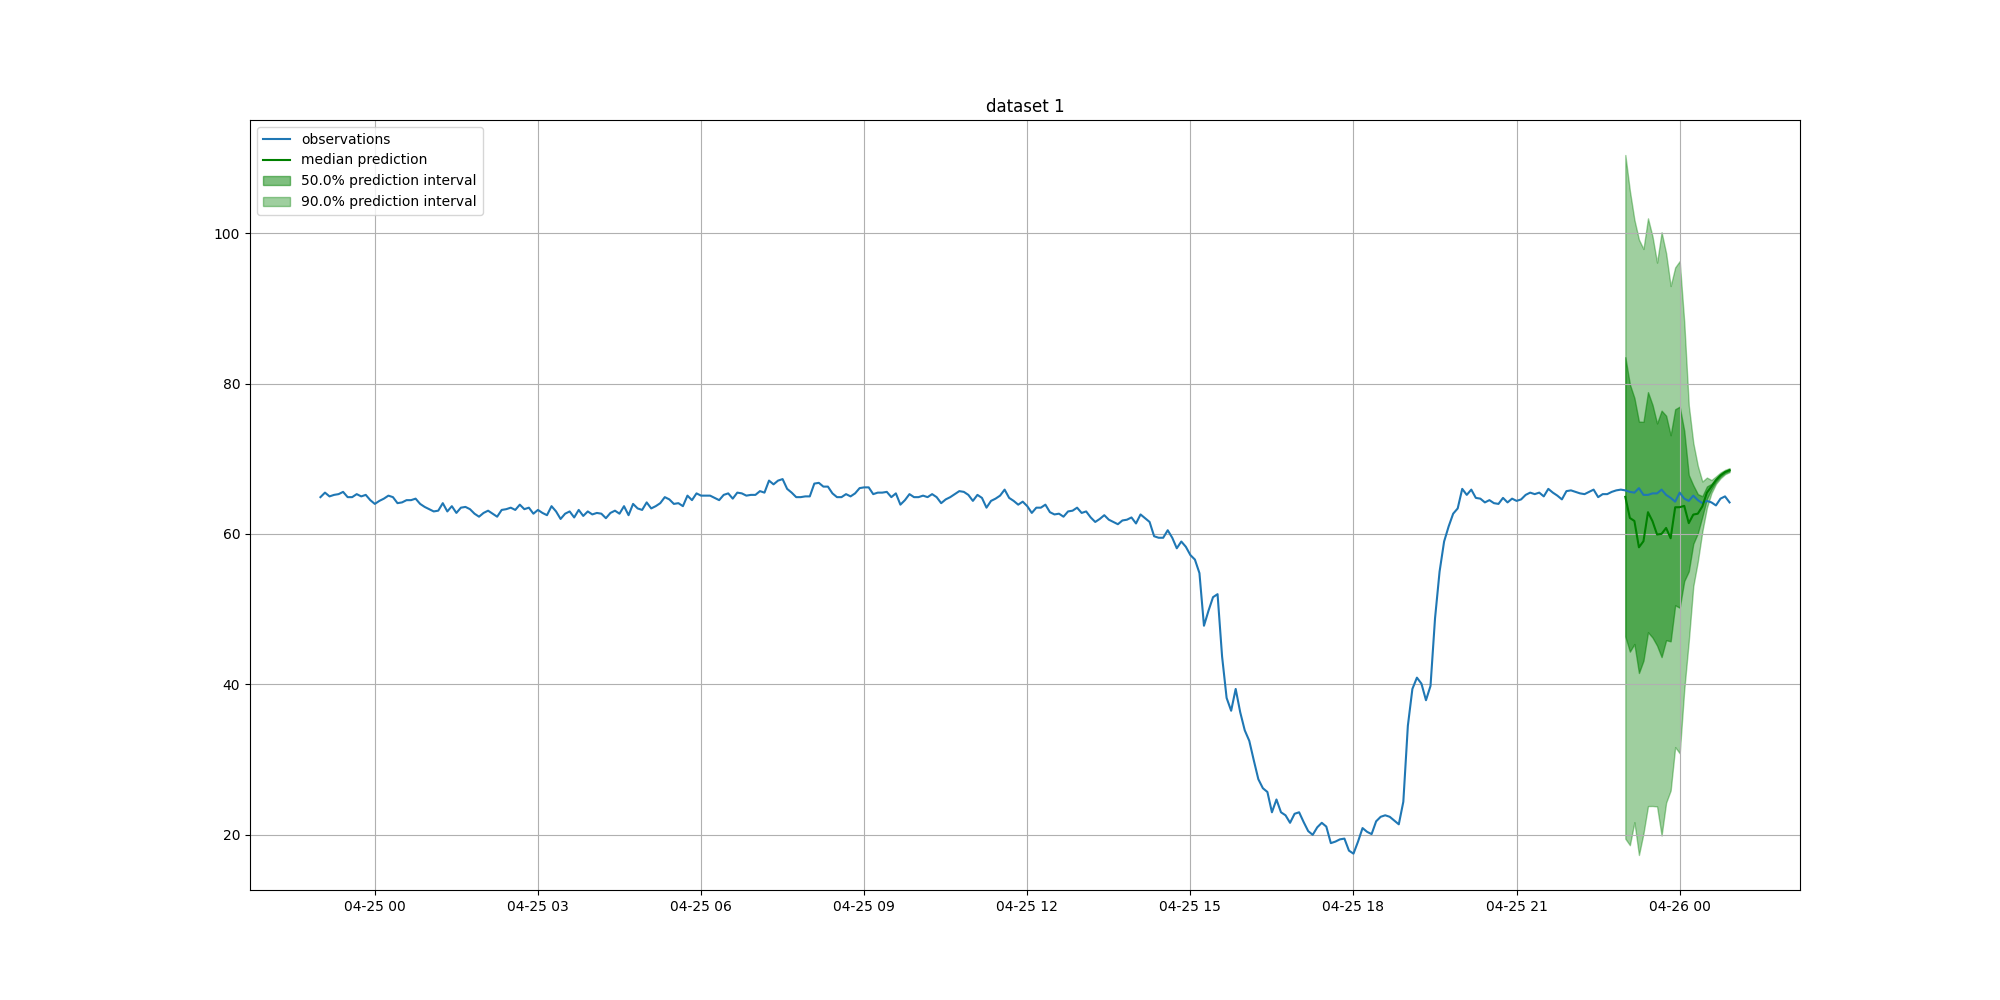 dataset 1
observations
median prediction
50.0% prediction interval
90.0% prediction interval
100
80
60
40
20
04-25 00
04-25 03
04-25 06
04-25 09
04-25 12
04-25 15
04-25 18
04-25 21
04-26 00